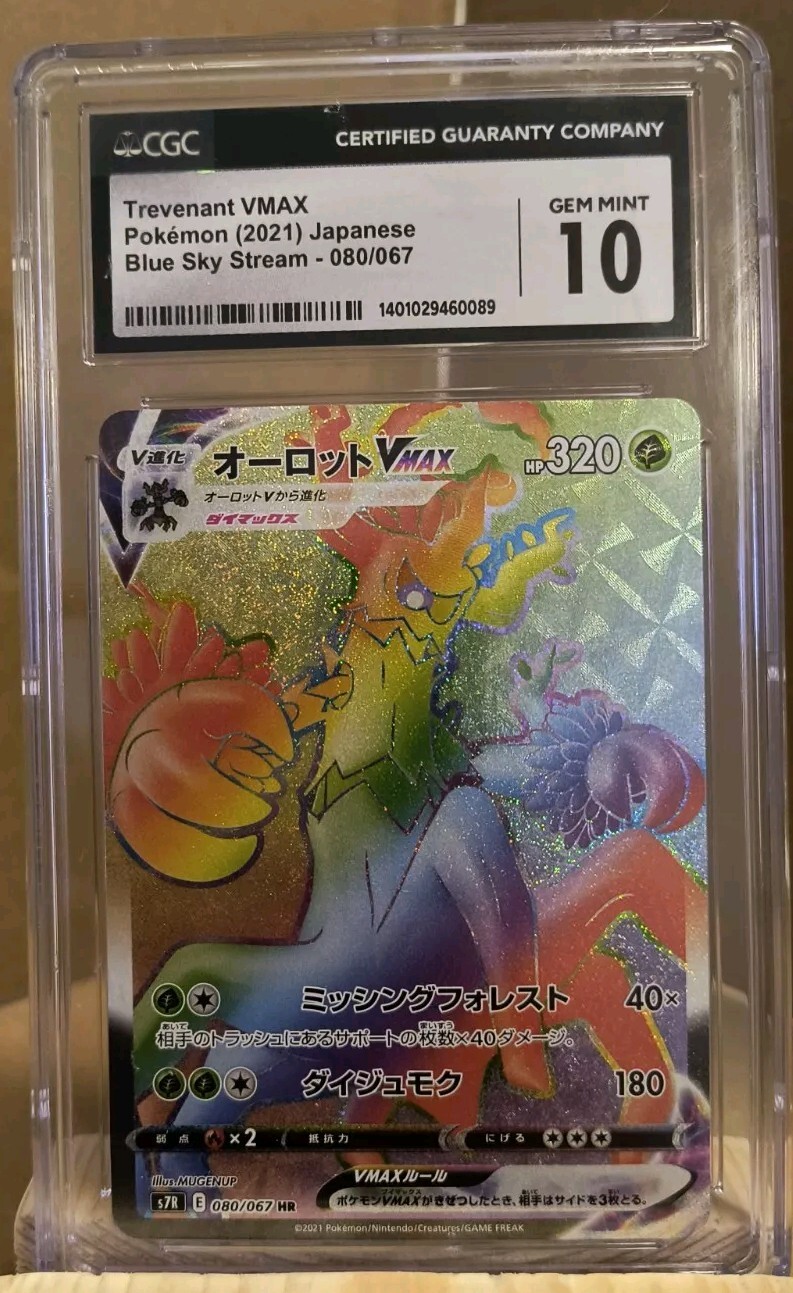 CGC
CERTIFIED GUARANTY COMPANY
Trevenant VMAX
Pokémon (2021) Japanese
Blue Sky Stream - 080/067
GEM MINT
10
1401029460089
V進化
オーロットVMAX
HP320
オーロットVから進化
ダイマックス
ミッシングフォレスト 40×
相手のトラッシュにあるサポートの枚数×40ダメージ。
ダイジュモク 180
弱点 ×2 抵抗力 にげる
illus.MUGENUP
VMAXルール
s7R E 080/067 HR
ポケモンVMAXがきぜつしたとき、相手はサイドを3枚とる。
©2021 Pokémon/Nintendo/Creatures/GAME FREAK